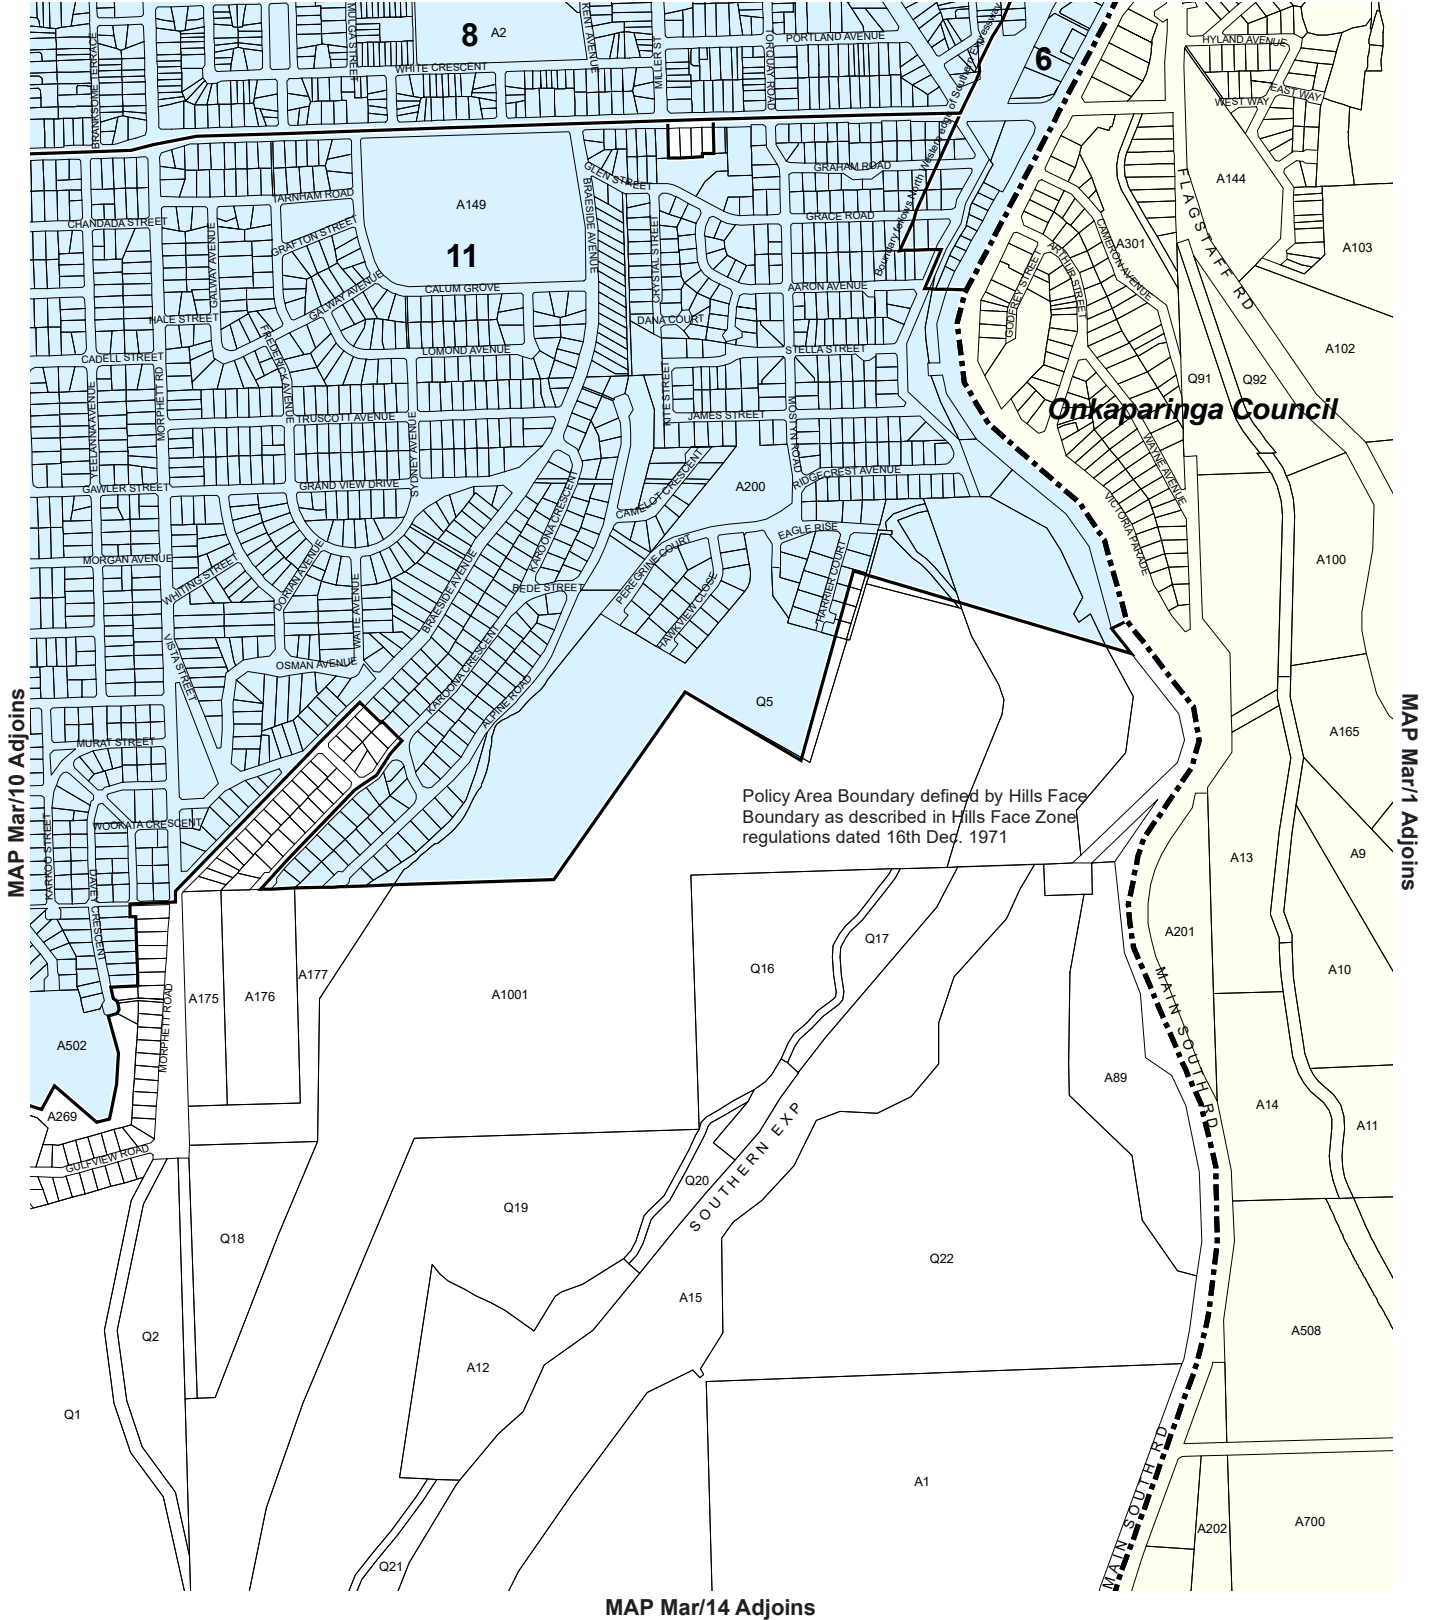 8
A2
6
BRANKSOME TERRACE
MULGA STREET
WHITE CRESCENT
KENT AVENUE
MILLER ST
TORQUAY ROAD
PORTLAND AVENUE
Boundary follows North Western edge of Southern Expressway
HYLAND AVENUE
EAST WAY
WEST WAY
FLAGSTAFF RD
A144
A103
A102
GRAHAM ROAD
GLEN STREET
GRACE ROAD
BRAESIDE AVENUE
TARNHAM ROAD
A149
11
CHANDADA STREET
GRAFTON STREET
GALWAY AVENUE
GALWAY AVENUE
CALUM GROVE
CRYSTAL STREET
AARON AVENUE
A301
CAMERON AVENUE
ARTHUR STREET
GODFREY STREET
HALE STREET
DANA COURT
CADELL STREET
FREDERICK AVENUE
LOMOND AVENUE
STELLA STREET
Q91
Q92
Onkaparinga Council
YEELANNA AVENUE
MORPHETT RD
TRUSCOTT AVENUE
SYDNEY AVENUE
KITE STREET
JAMES STREET
MOSTYN ROAD
WAYNE AVENUE
VICTORIA PARADE
GAWLER STREET
GRAND VIEW DRIVE
RIDGECREST AVENUE
A200
CAMELOT CRESCENT
KAROONA CRESCENT
EAGLE RISE
PEREGRINE COURT
HARRIER COURT
HAWKVIEW CLOSE
A100
MORGAN AVENUE
WHITING STREET
DORIAN AVENUE
WAITE AVENUE
BRAESIDE AVENUE
BEDE STREET
VISTA STREET
OSMAN AVENUE
KAROONA CRESCENT
ALPINE ROAD
Q5
A165
MURAT STREET
MAP Mar/10 Adjoins
MAP Mar/1 Adjoins
Policy Area Boundary defined by Hills Face
Boundary as described in Hills Face Zone
regulations dated 16th Dec. 1971
WOOKATA CRESCENT
KARKOO STREET
DAVEY CRESCENT
A13
A9
A201
Q17
Q16
A10
A177
A175
A176
A1001
MORPHETT ROAD
MAIN SOUTH RD
A502
A89
A14
A11
A269
GULFVIEW ROAD
SOUTHERN EXP
Q20
Q19
Q18
Q22
A15
A508
Q2
A12
Q1
A1
MAIN SOUTH RD
A202
A700
Q21
MAP Mar/14 Adjoins